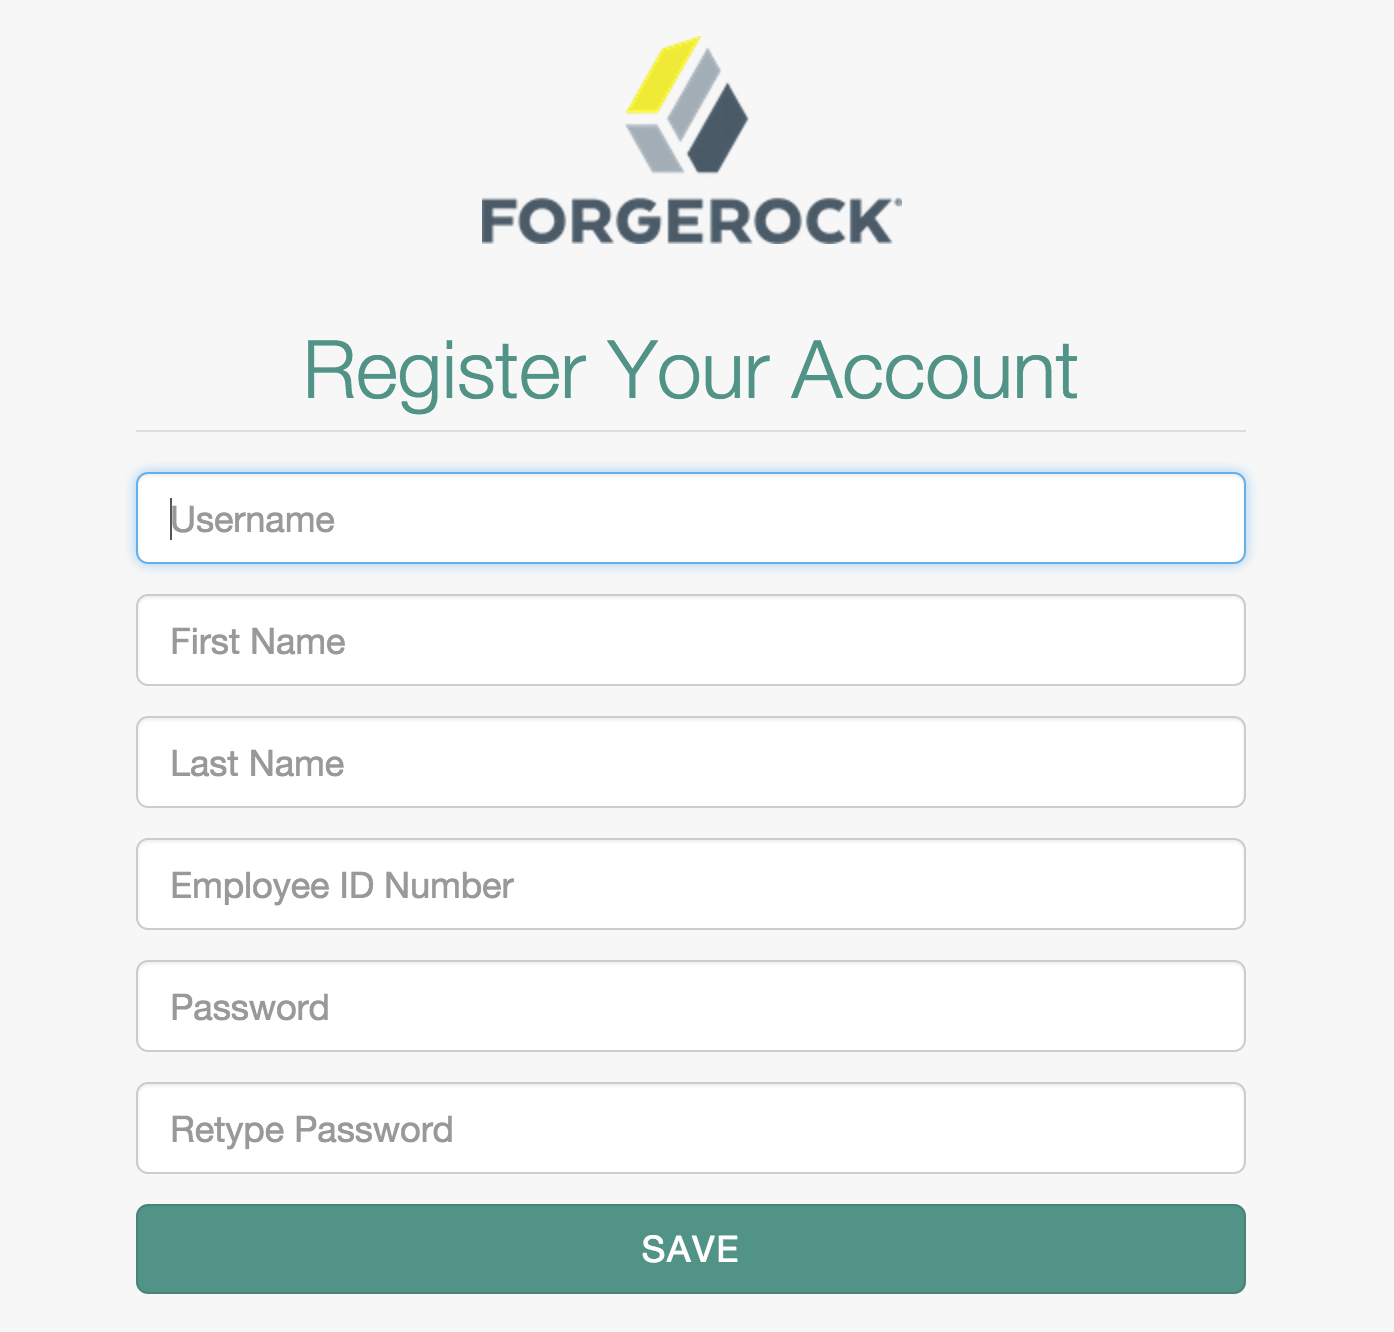 FORGEROCK
Register Your Account
Username
First Name
Last Name
Employee ID Number
Password
Retype Password
SAVE